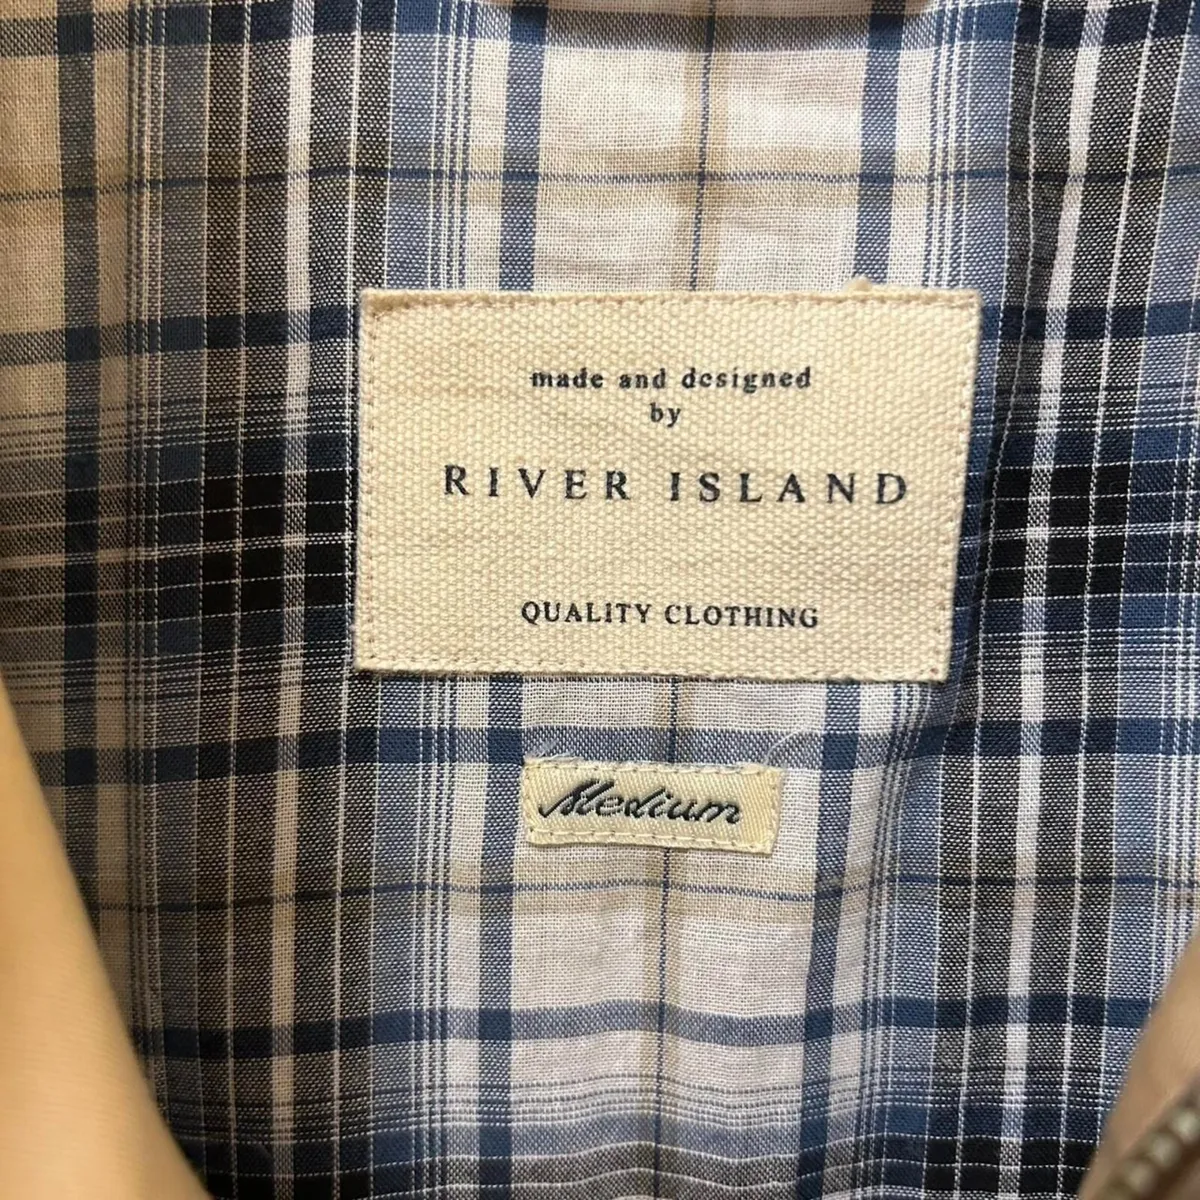 made and designed
by
RIVER ISLAND
QUALITY CLOTHING
Medium